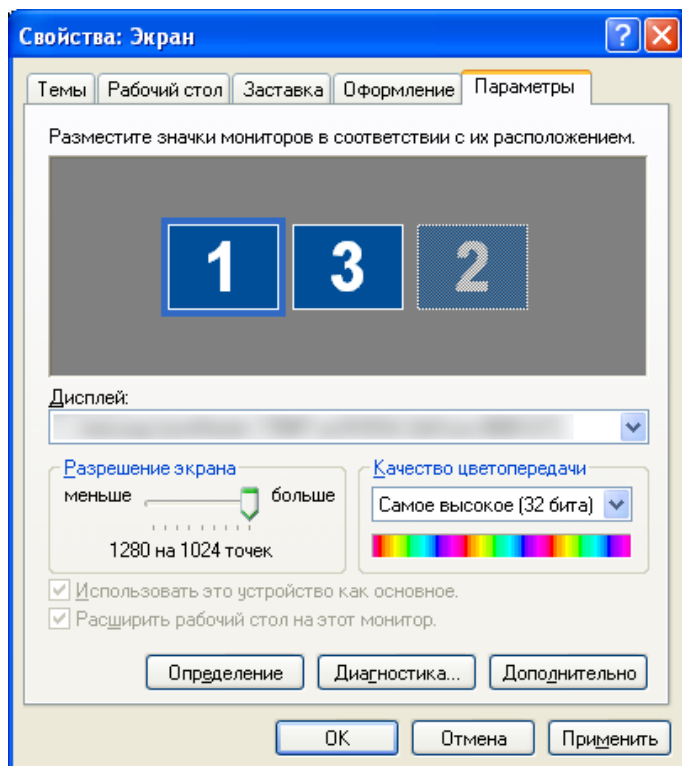 Свойства: Экран
Темы Рабочий стол Заставка Оформление Параметры
Разместите значки мониторов в соответствии с их расположением.
1 3 2
Дисплей:
Разрешение экрана Качество цветопередачи
меньше больше Самое высокое (32 бита)
1280 на 1024 точек
Использовать это устройство как основное.
Расширить рабочий стол на этот монитор.
Определение Диагностика... Дополнительно
OK Отмена Применить